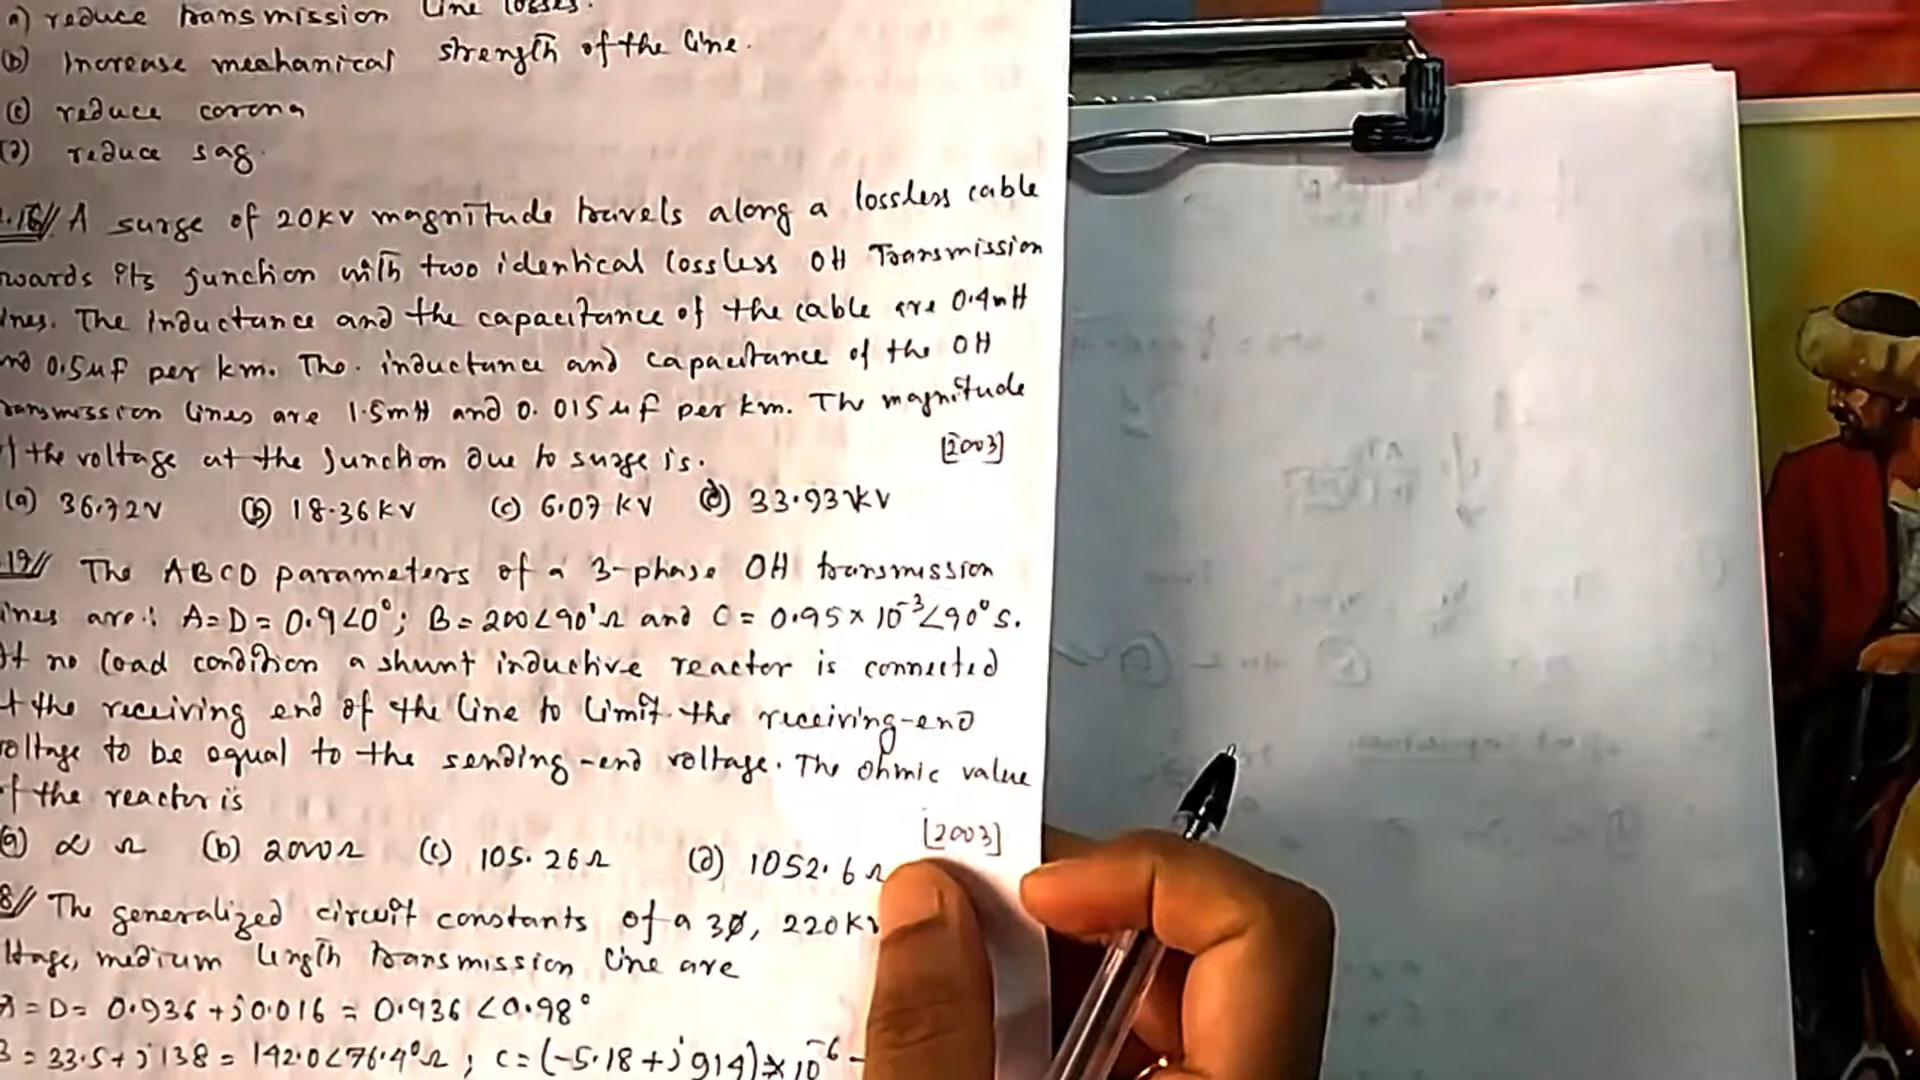 a) reduce transmission line losses.
(b) Increase mechanical strength of the line.
(c) reduce corona
(d) reduce sag.
.16// A surge of 20KV magnitude travels along a lossless cable
wards its junction with two identical lossless OH Transmission
ines. The inductance and the capacitance of the cable are 0.4mH
nd 0.5uf per km. The inductance and capacitance of the OH
ransmission lines are 1.5mH and 0.015uf per km. The magnitude
f the voltage at the junction due to surge is. [2003]
(a) 36.72V (b) 18.36KV (c) 6.07 KV (d) 33.93KV
.17// The ABCD parameters of a 3-phase OH transmission
ines are: A=D= 0.9∠0°; B= 200∠90°Ω and C= 0.95×10⁻³∠90°s.
At no load condition a shunt inductive reactor is connected
t the receiving end of the line to limit the receiving-end
voltage to be equal to the sending-end voltage. The ohmic value
of the reactor is [2003]
(a) ∝ Ω (b) 2000Ω (c) 105.26Ω (d) 1052.6Ω
8// The generalized circuit constants of a 3φ, 220KV
ltage, medium length transmission line are
A=D= 0.936+j0.016 = 0.936∠0.98°
B= 33.5+j138 = 142.0∠76.4°Ω; C=(-5.18+j914)×10⁻⁶